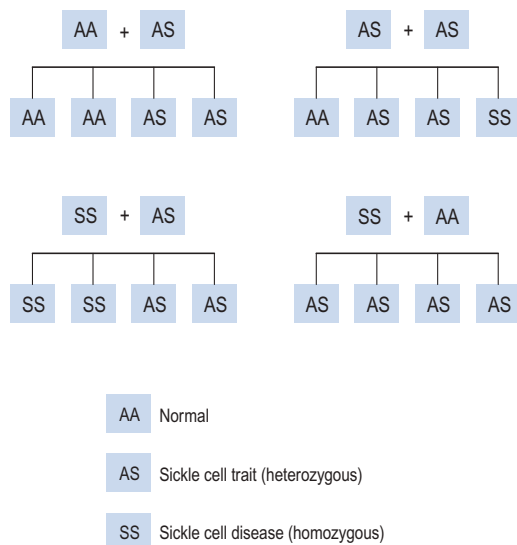 AA + AS
AS + AS
AA AA AS AS
AA AS AS SS
SS + AS
SS + AA
SS SS AS AS
AS AS AS AS
AA Normal
AS Sickle cell trait (heterozygous)
SS Sickle cell disease (homozygous)